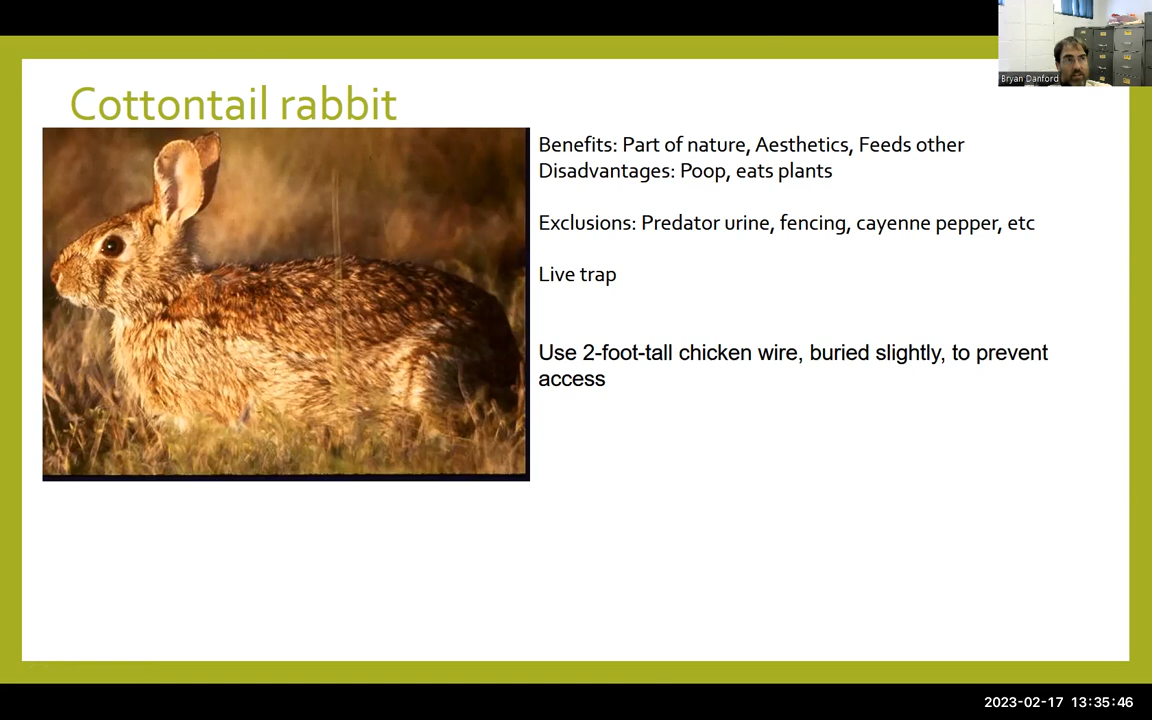 Bryan Danford
Cottontail rabbit
Benefits: Part of nature, Aesthetics, Feeds other
Disadvantages: Poop, eats plants
Exclusions: Predator urine, fencing, cayenne pepper, etc
Live trap
Use 2-foot-tall chicken wire, buried slightly, to prevent
access
2023-02-17 13:35:46